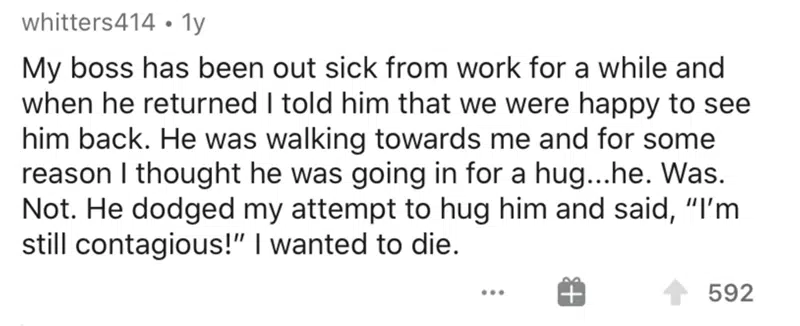 whitters414 • 1y
My boss has been out sick from work for a while and
when he returned I told him that we were happy to see
him back. He was walking towards me and for some
reason I thought he was going in for a hug...he. Was.
Not. He dodged my attempt to hug him and said, “I’m
still contagious!” I wanted to die.
... 592